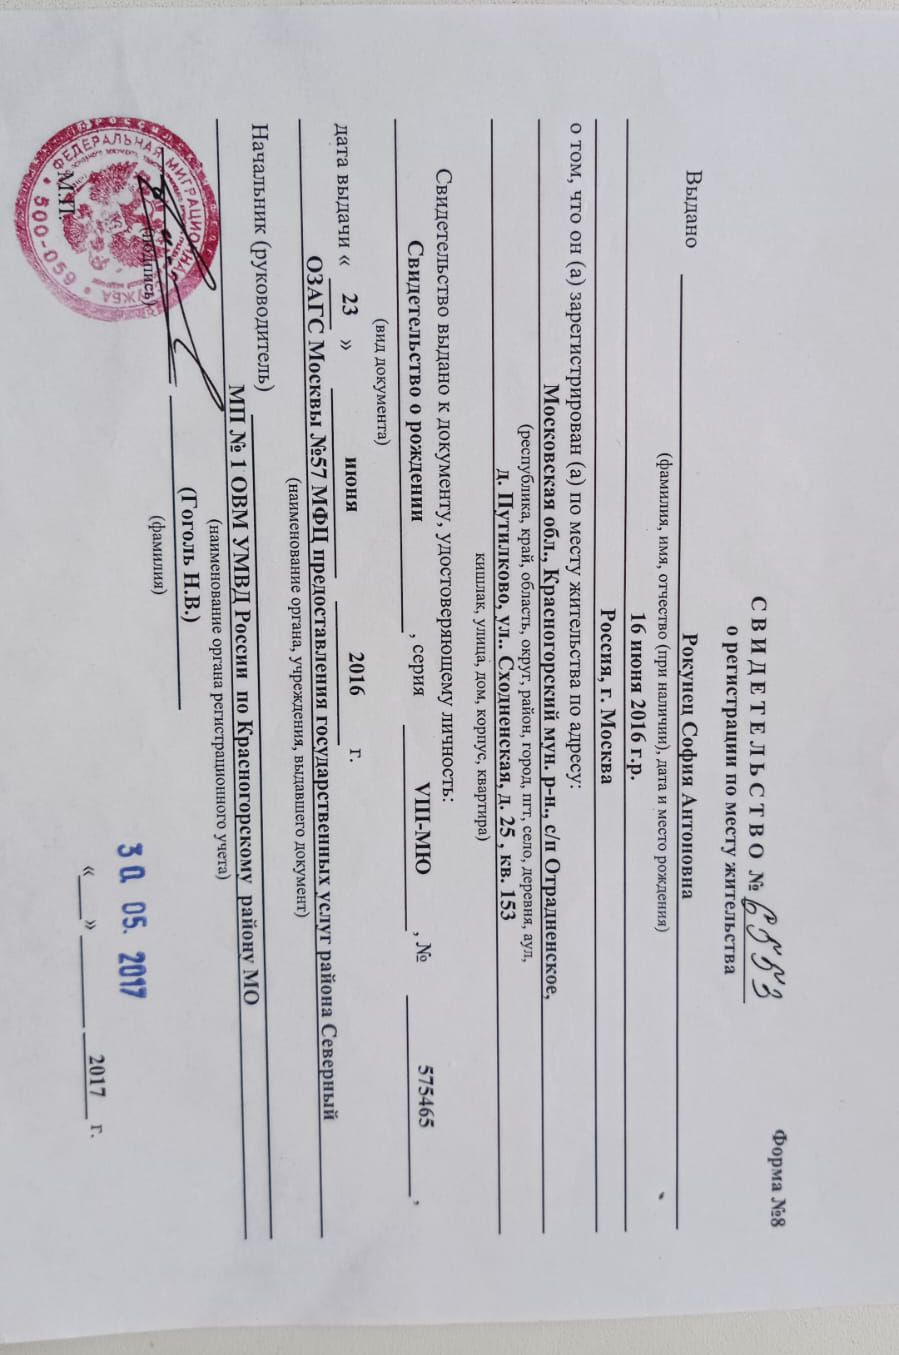 Форма №8
СВИДЕТЕЛЬСТВО № 6553
о регистрации по месту жительства
Выдано Рокунец София Антоновна
(фамилия, имя, отчество (при наличии), дата и место рождения)
16 июня 2016 г.р.
Россия, г. Москва
о том, что он (а) зарегистрирован (а) по месту жительства по адресу:
Московская обл., Красногорский мун. р-н., с/п Отрадненское,
(республика, край, область, округ, район, город, пгт, село, деревня, аул,
д. Путилково, ул.. Сходненская, д. 25 , кв. 153
кишлак, улица, дом, корпус, квартира)
Свидетельство выдано к документу, удостоверяющему личность:
Свидетельство о рождении , серия VIII-МЮ , № 575465 ,
(вид документа)
дата выдачи « 23 » июня 2016 г.
ОЗАГС Москвы №57 МФЦ предоставления государственных услуг района Северный
(наименование органа, учреждения, выдавшего документ)
Начальник (руководитель)
МП № 1 ОВМ УМВД России по Красногорскому району МО
(наименование органа регистрационного учета)
(Гоголь Н.В.)
(подпись) (фамилия)
30. 05. 2017
М.П. « » 2017 г.
ФЕДЕРАЛЬНАЯ МИГРАЦИОННАЯ СЛУЖБА
500-059